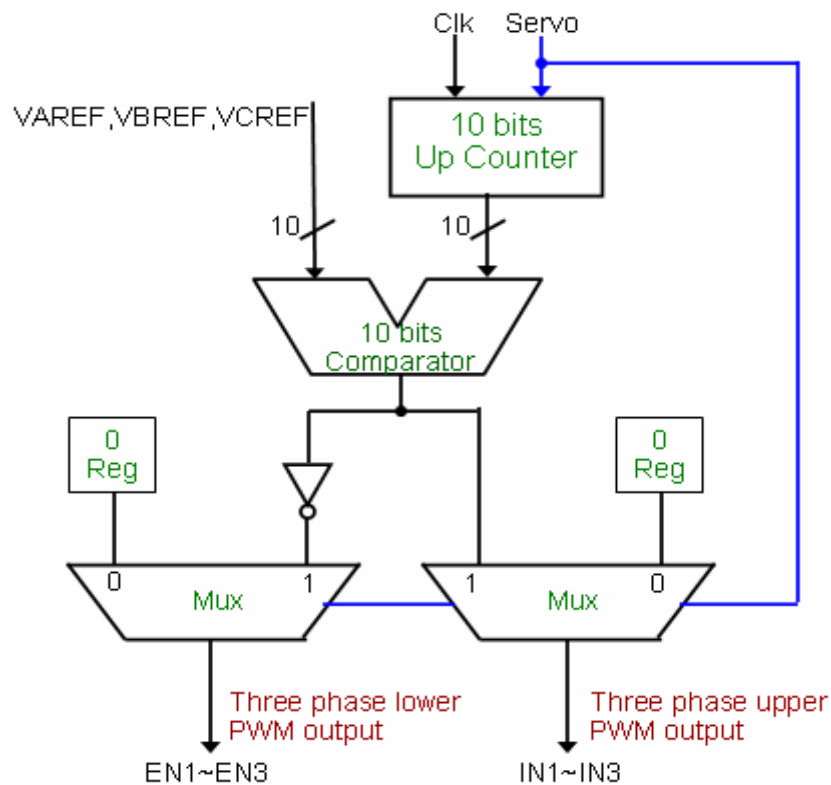 Clk Servo
VAREF,VBREF,VCREF
10 bits
Up Counter
10 10
10 bits
Comparator
0
Reg
0
Reg
0 1 1 0
Mux Mux
Three phase lower
PWM output
Three phase upper
PWM output
EN1~EN3 IN1~IN3